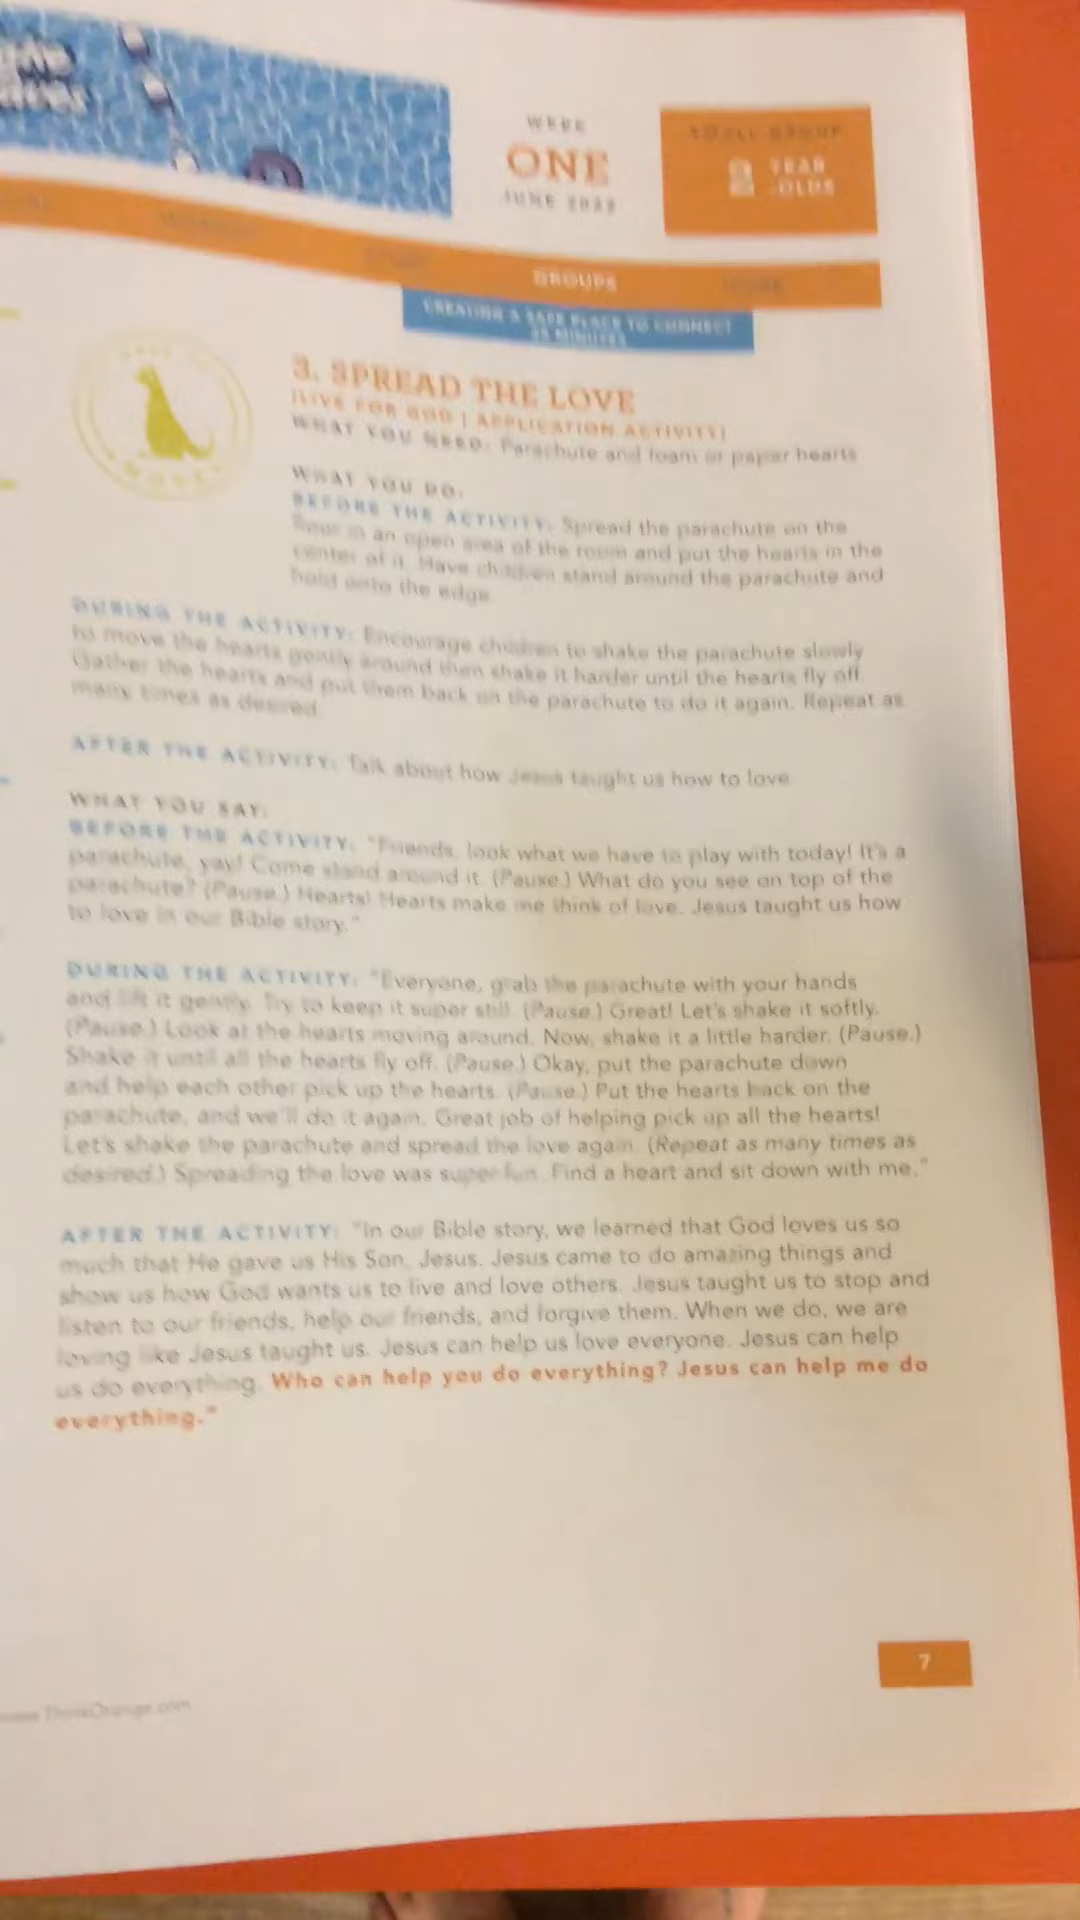 WEEK
ONE
JUNE 2022
SMALL GROUP
2 YEAR
-OLDS
GROUPS
HOME
CREATING A SAFE PLACE TO CONNECT
25 MINUTES
3. SPREAD THE LOVE
[LIVE FOR GOD | APPLICATION ACTIVITY]
WHAT YOU NEED: Parachute and foam or paper hearts
WHAT YOU DO:
BEFORE THE ACTIVITY: Spread the parachute on the
floor in an open area of the room and put the hearts in the
center of it. Have children stand around the parachute and
hold onto the edge.
DURING THE ACTIVITY: Encourage children to shake the parachute slowly
to move the hearts gently around then shake it harder until the hearts fly off.
Gather the hearts and put them back on the parachute to do it again. Repeat as
many times as desired.
AFTER THE ACTIVITY: Talk about how Jesus taught us how to love.
WHAT YOU SAY:
BEFORE THE ACTIVITY: "Friends, look what we have to play with today! It's a
parachute, yay! Come stand around it. (Pause.) What do you see on top of the
parachute? (Pause.) Hearts! Hearts make me think of love. Jesus taught us how
to love in our Bible story."
DURING THE ACTIVITY: "Everyone, grab the parachute with your hands
and lift it gently. Try to keep it super still. (Pause.) Great! Let's shake it softly.
(Pause.) Look at the hearts moving around. Now, shake it a little harder. (Pause.)
Shake it until all the hearts fly off. (Pause.) Okay, put the parachute down
and help each other pick up the hearts. (Pause.) Put the hearts back on the
parachute, and we'll do it again. Great job of helping pick up all the hearts!
Let's shake the parachute and spread the love again. (Repeat as many times as
desired.) Spreading the love was super fun. Find a heart and sit down with me."
AFTER THE ACTIVITY: "In our Bible story, we learned that God loves us so
much that He gave us His Son, Jesus. Jesus came to do amazing things and
show us how God wants us to live and love others. Jesus taught us to stop and
listen to our friends, help our friends, and forgive them. When we do, we are
loving like Jesus taught us. Jesus can help us love everyone. Jesus can help
us do everything. Who can help you do everything? Jesus can help me do
everything."
7
www.ThinkOrange.com